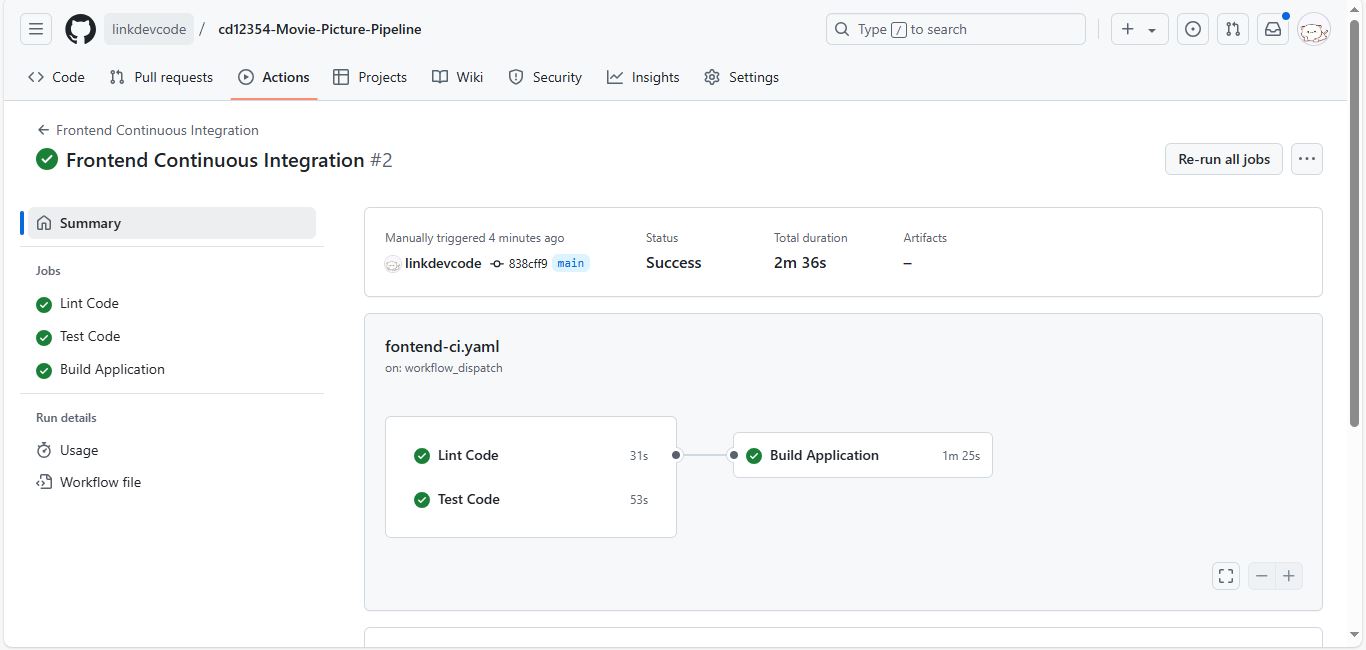 linkdevcode / cd12354-Movie-Picture-Pipeline
Type / to search
Code Pull requests Actions Projects Wiki Security Insights Settings
← Frontend Continuous Integration
Frontend Continuous Integration #2
Re-run all jobs
Summary
Jobs
Lint Code
Test Code
Build Application
Run details
Usage
Workflow file
Manually triggered 4 minutes ago
linkdevcode 838cff9 main
Status
Success
Total duration
2m 36s
Artifacts
–
fontend-ci.yaml
on: workflow_dispatch
Lint Code 31s
Test Code 53s
Build Application 1m 25s